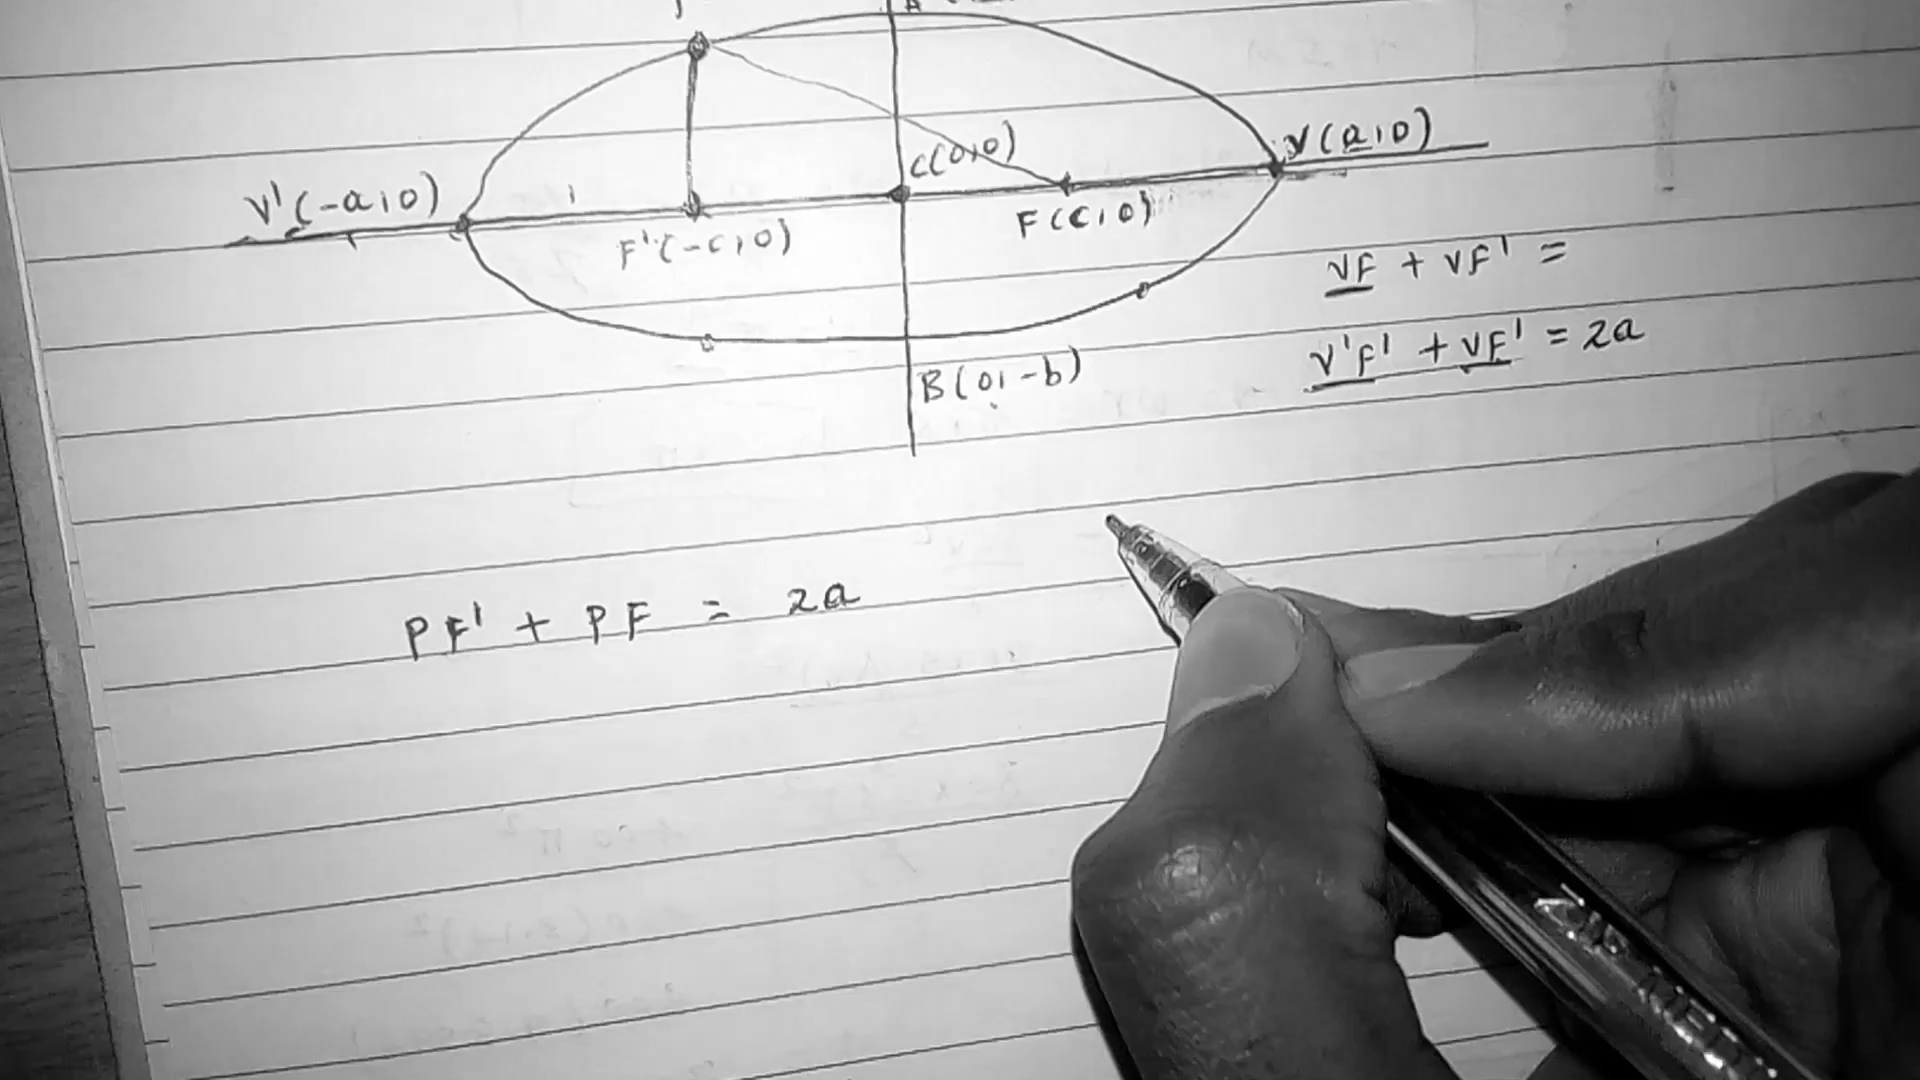 C(0,0)
V(a,0)
V'(-a,0)
F'(-c,0)
F(c,0)
VF + VF' =
V'F' + VF' = 2a
B(0,-b)
PF' + PF = 2a